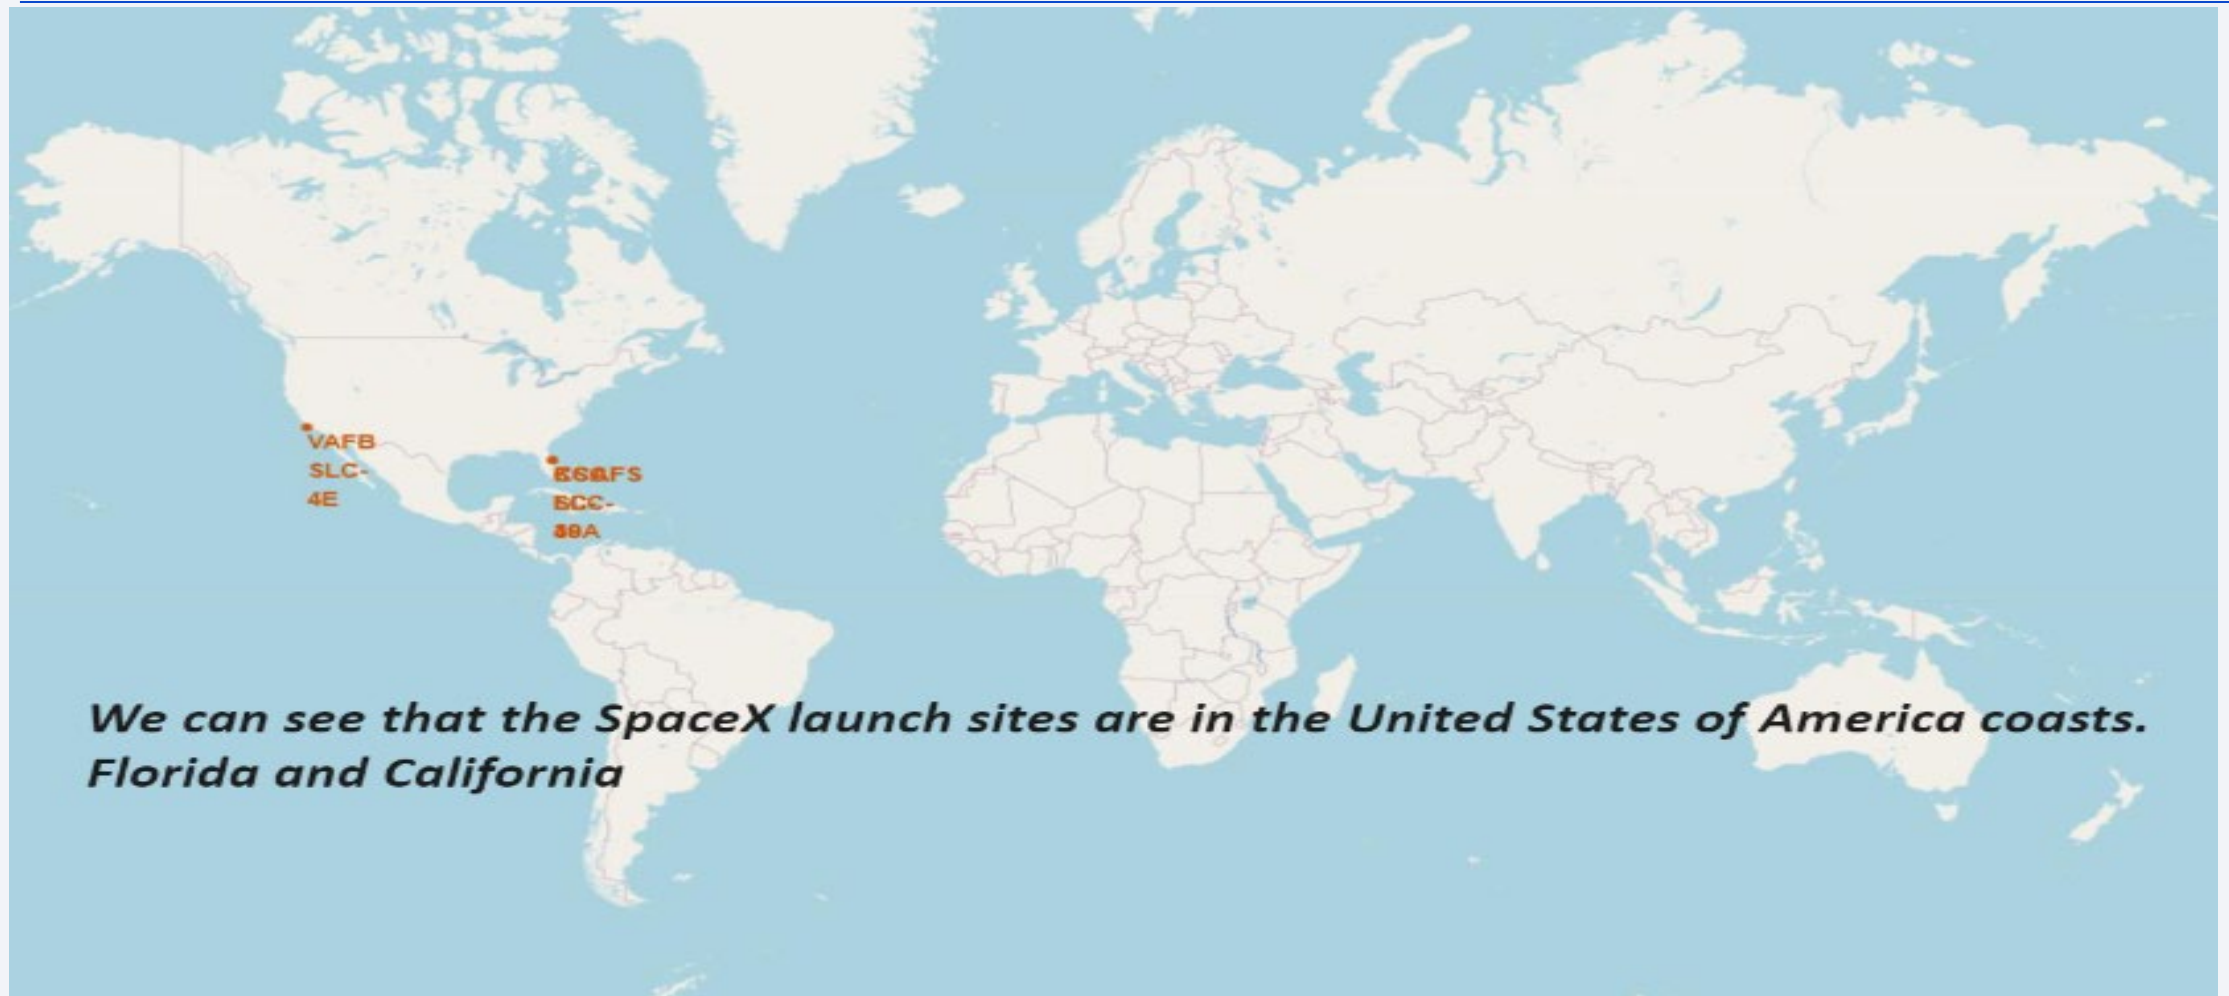 VAFB
SLC-
4E
We can see that the SpaceX launch sites are in the United States of America coasts.
Florida and California